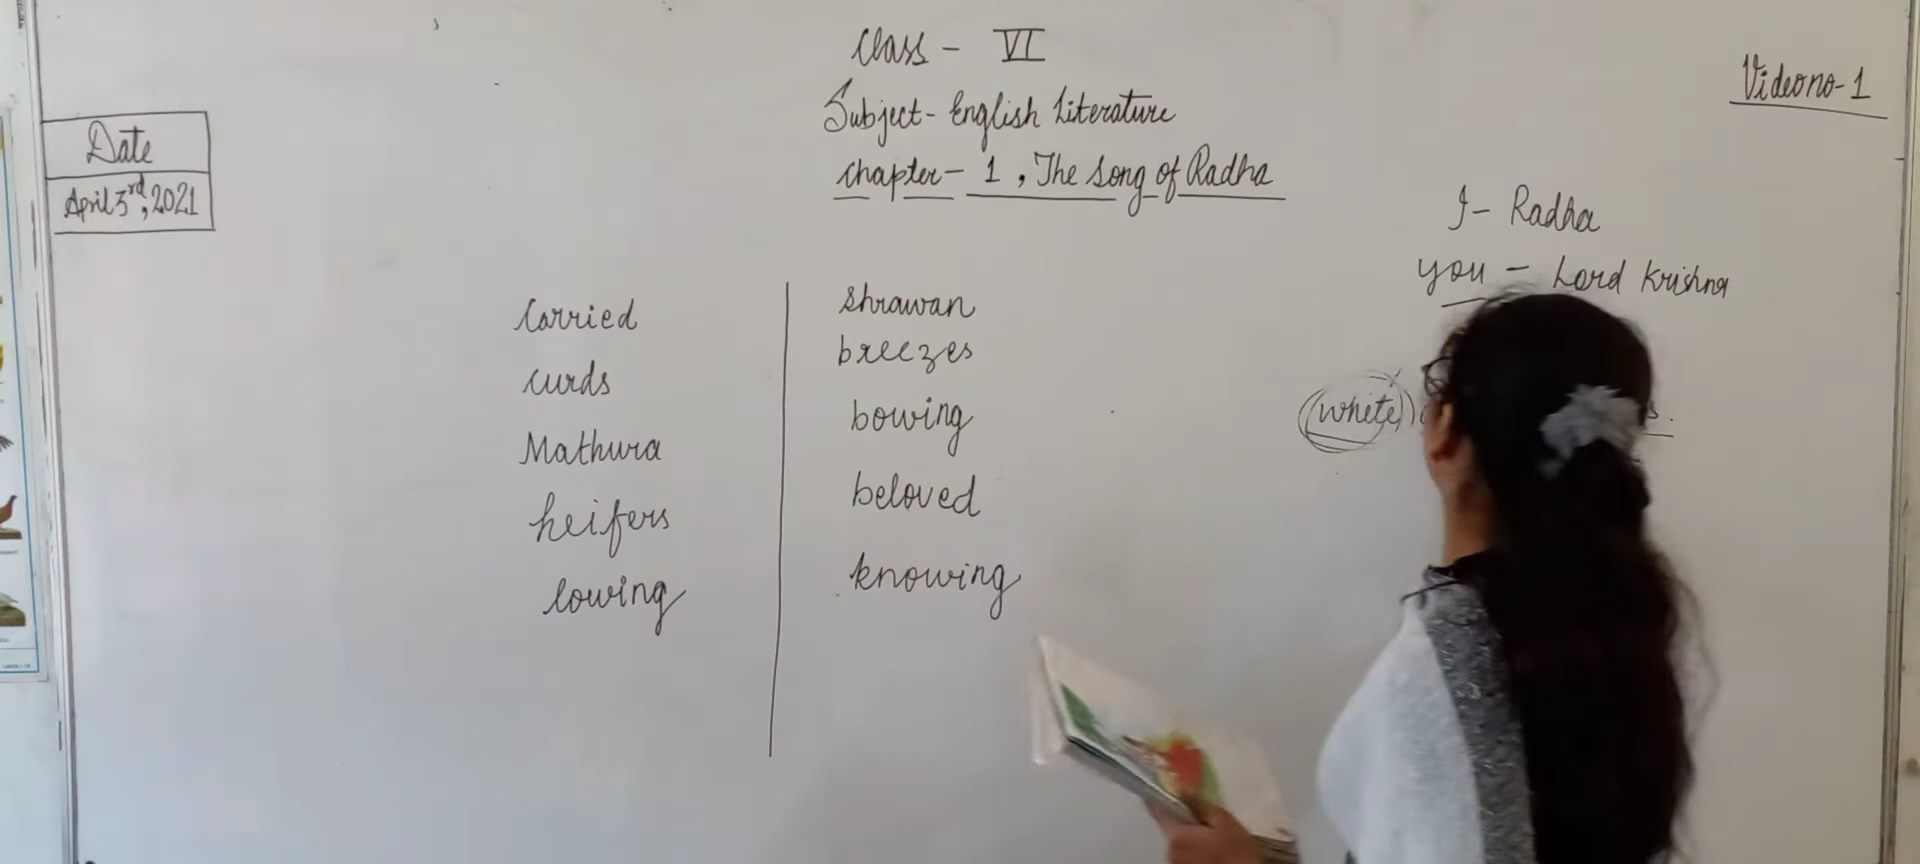 Class - VI
Subject - English Literature
Chapter - 1, The Song of Radha
Video no - 1
Date
April 3rd, 2021
I - Radha
you - Lord Krishna
(white)
Carried
curds
Mathura
heifers
lowing
Shrawan
breezes
bowing
beloved
knowing